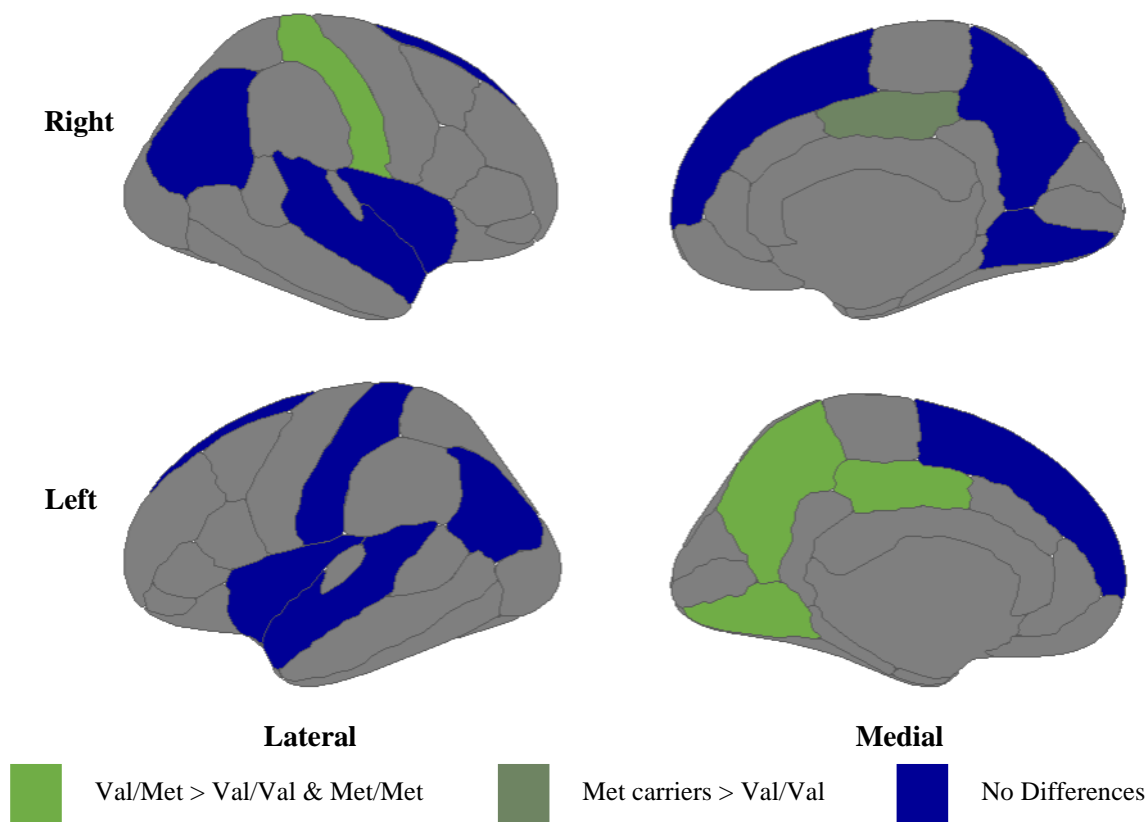 Right
Left
Lateral Medial
Val/Met > Val/Val & Met/Met Met carriers > Val/Val No Differences